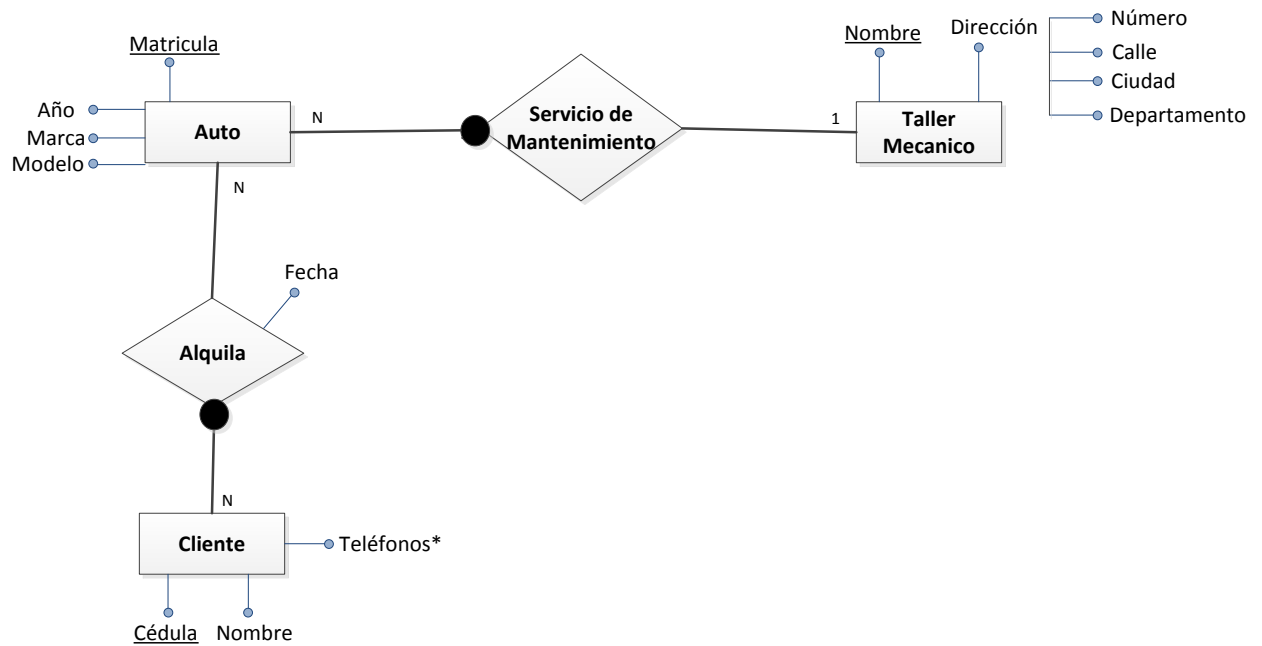 Matricula
Año
Marca
Modelo
Auto
N
N
Servicio de
Mantenimiento
1
Nombre
Dirección
Número
Calle
Ciudad
Departamento
Taller
Mecanico
Fecha
Alquila
N
Cliente
Teléfonos*
Cédula
Nombre